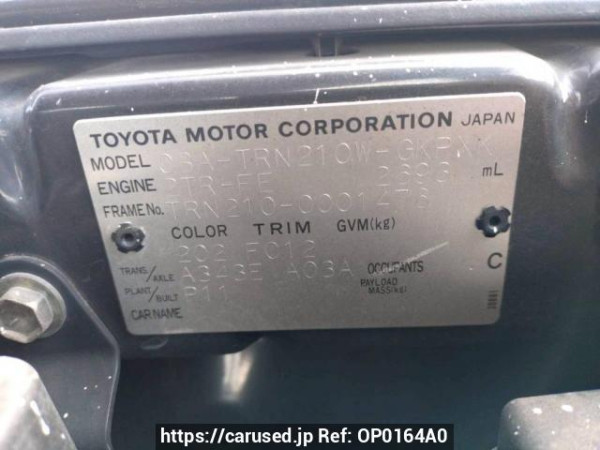 TOYOTA MOTOR CORPORATION JAPAN
MODEL CBA-TRN210W-GKPNK
ENGINE 2TR-FE 2693 mL
FRAME No. TRN210-0001
COLOR TRIM GVM(kg)
202 FC12
TRANS./AXLE A343E A03A OCCUPANTS C
PLANT/BUILT P11 PAYLOAD MASS(kg)
CAR NAME
https://carused.jp Ref: OP0164A0